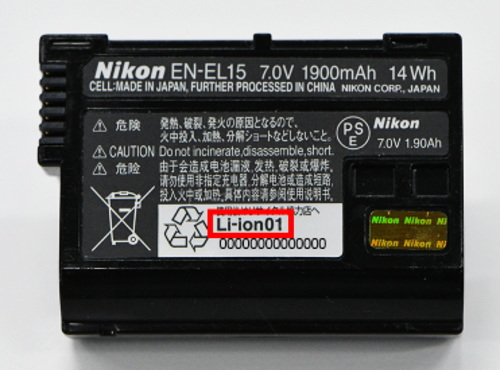 Nikon EN-EL15 7.0V 1900mAh 14Wh
CELL:MADE IN JAPAN, FURTHER PROCESSED IN CHINA NIKON CORP., JAPAN
⚠ 危険 発熱、破裂、発火の原因となるので、
火中投入、加熱、分解ショートなどしないこと。
⚠ CAUTION Do not incinerate,disassemble,short.
⚠ 危险 由于会造成电池漏液,发热,破裂或爆炸,
请勿使用非指定充电器、分解电池或造成短路,
投入火中或加热。具体内容请阅读使用说明书。
PS
E
Nikon
7.0V 1.90Ah
Li-ion01
00000000000000
Nikon Nikon Ni
Nikon Nikon Ni